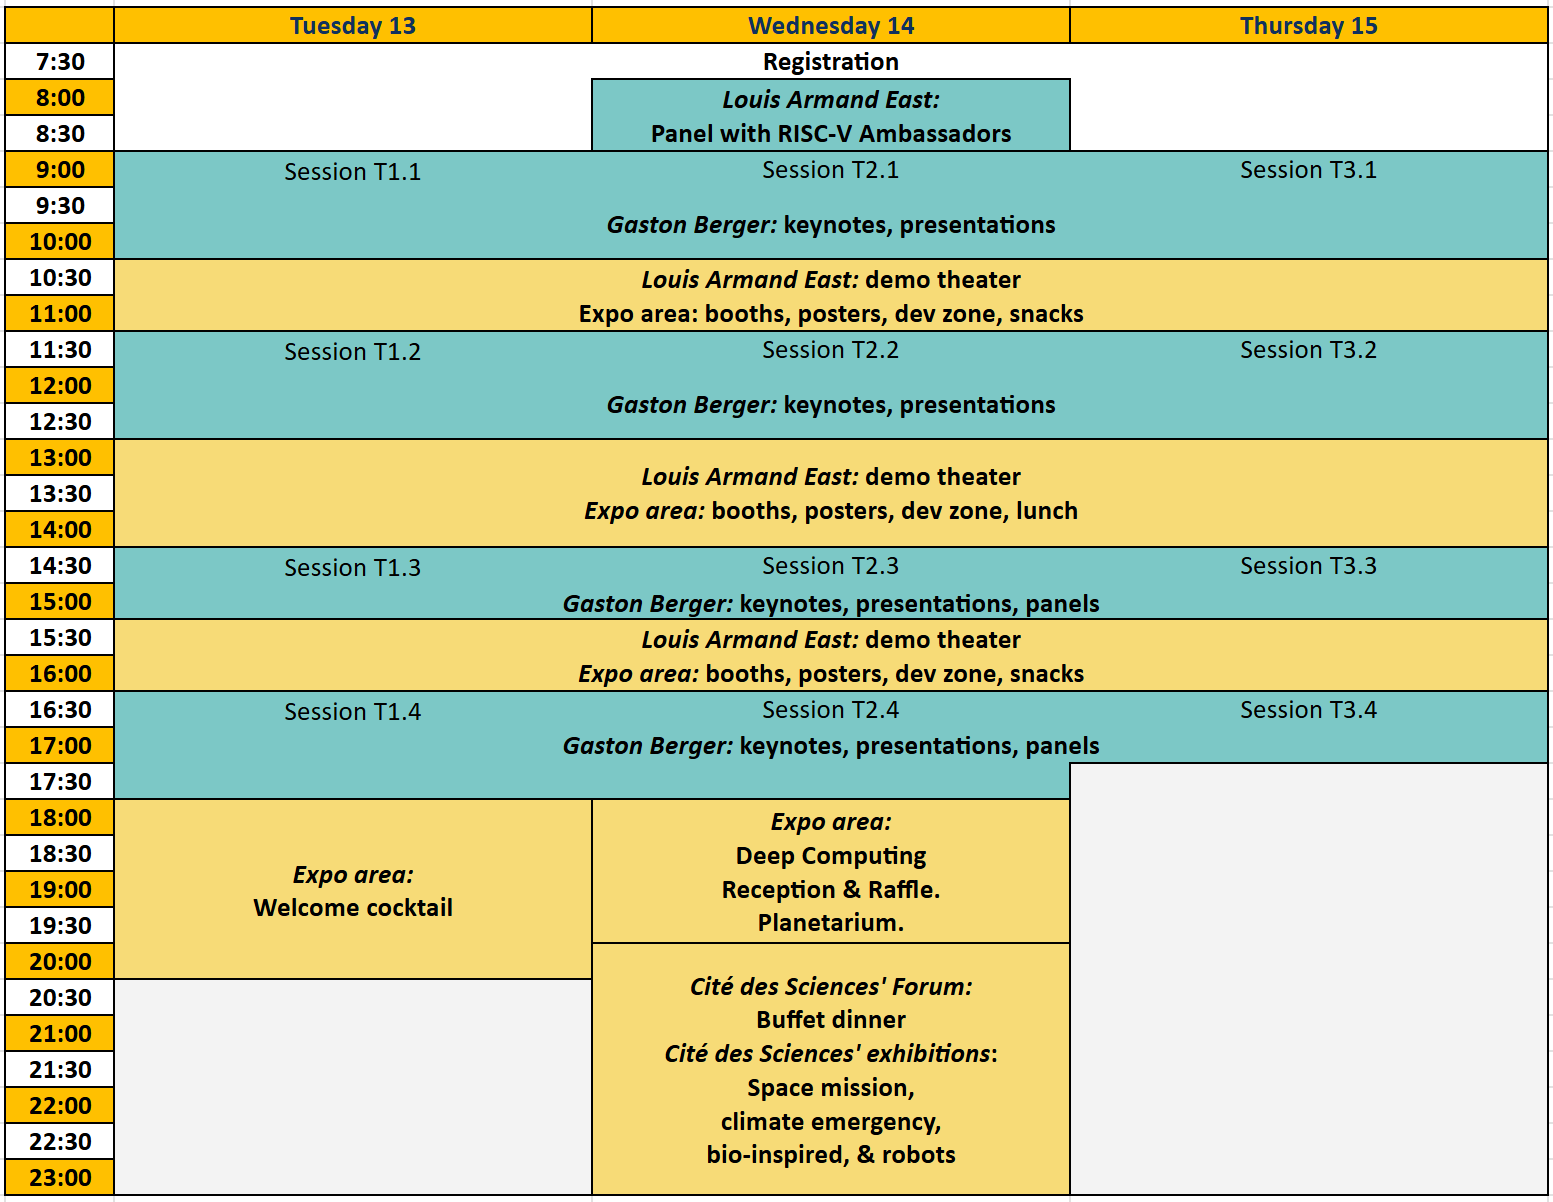 Tuesday 13 Wednesday 14 Thursday 15
7:30 Registration
8:00 Louis Armand East:
8:30 Panel with RISC-V Ambassadors
9:00 Session T1.1 Session T2.1 Session T3.1
9:30
Gaston Berger: keynotes, presentations
10:00
10:30 Louis Armand East: demo theater
11:00 Expo area: booths, posters, dev zone, snacks
11:30 Session T1.2 Session T2.2 Session T3.2
12:00
Gaston Berger: keynotes, presentations
12:30
13:00
Louis Armand East: demo theater
13:30
Expo area: booths, posters, dev zone, lunch
14:00
14:30 Session T1.3 Session T2.3 Session T3.3
15:00 Gaston Berger: keynotes, presentations, panels
15:30 Louis Armand East: demo theater
16:00 Expo area: booths, posters, dev zone, snacks
16:30 Session T1.4 Session T2.4 Session T3.4
17:00 Gaston Berger: keynotes, presentations, panels
17:30
18:00 Expo area:
18:30 Deep Computing
Expo area:
19:00 Reception & Raffle.
Welcome cocktail
19:30 Planetarium.
20:00
20:30 Cité des Sciences' Forum:
21:00 Buffet dinner
21:30 Cité des Sciences' exhibitions:
22:00 Space mission,
22:30 climate emergency,
23:00 bio-inspired, & robots